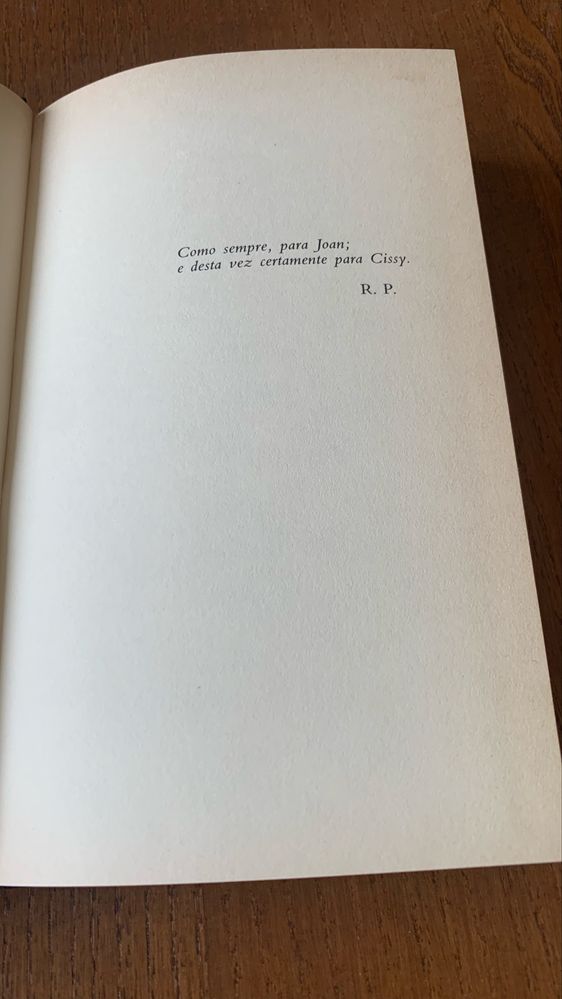 Como sempre, para Joan;
e desta vez certamente para Cissy.
R. P.